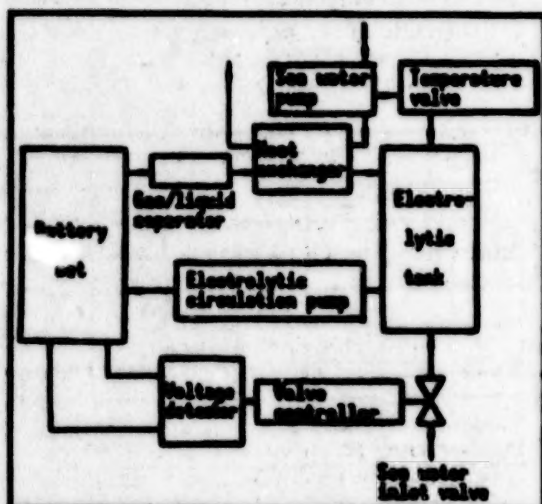 Sea water
pump
Temperature
valve
Heat
exchanger
Gas/liquid
separator
Battery
set
Electro-
lytic
tank
Electrolytic
circulation pump
Voltage
detector
Valve
controller
Sea water
inlet valve